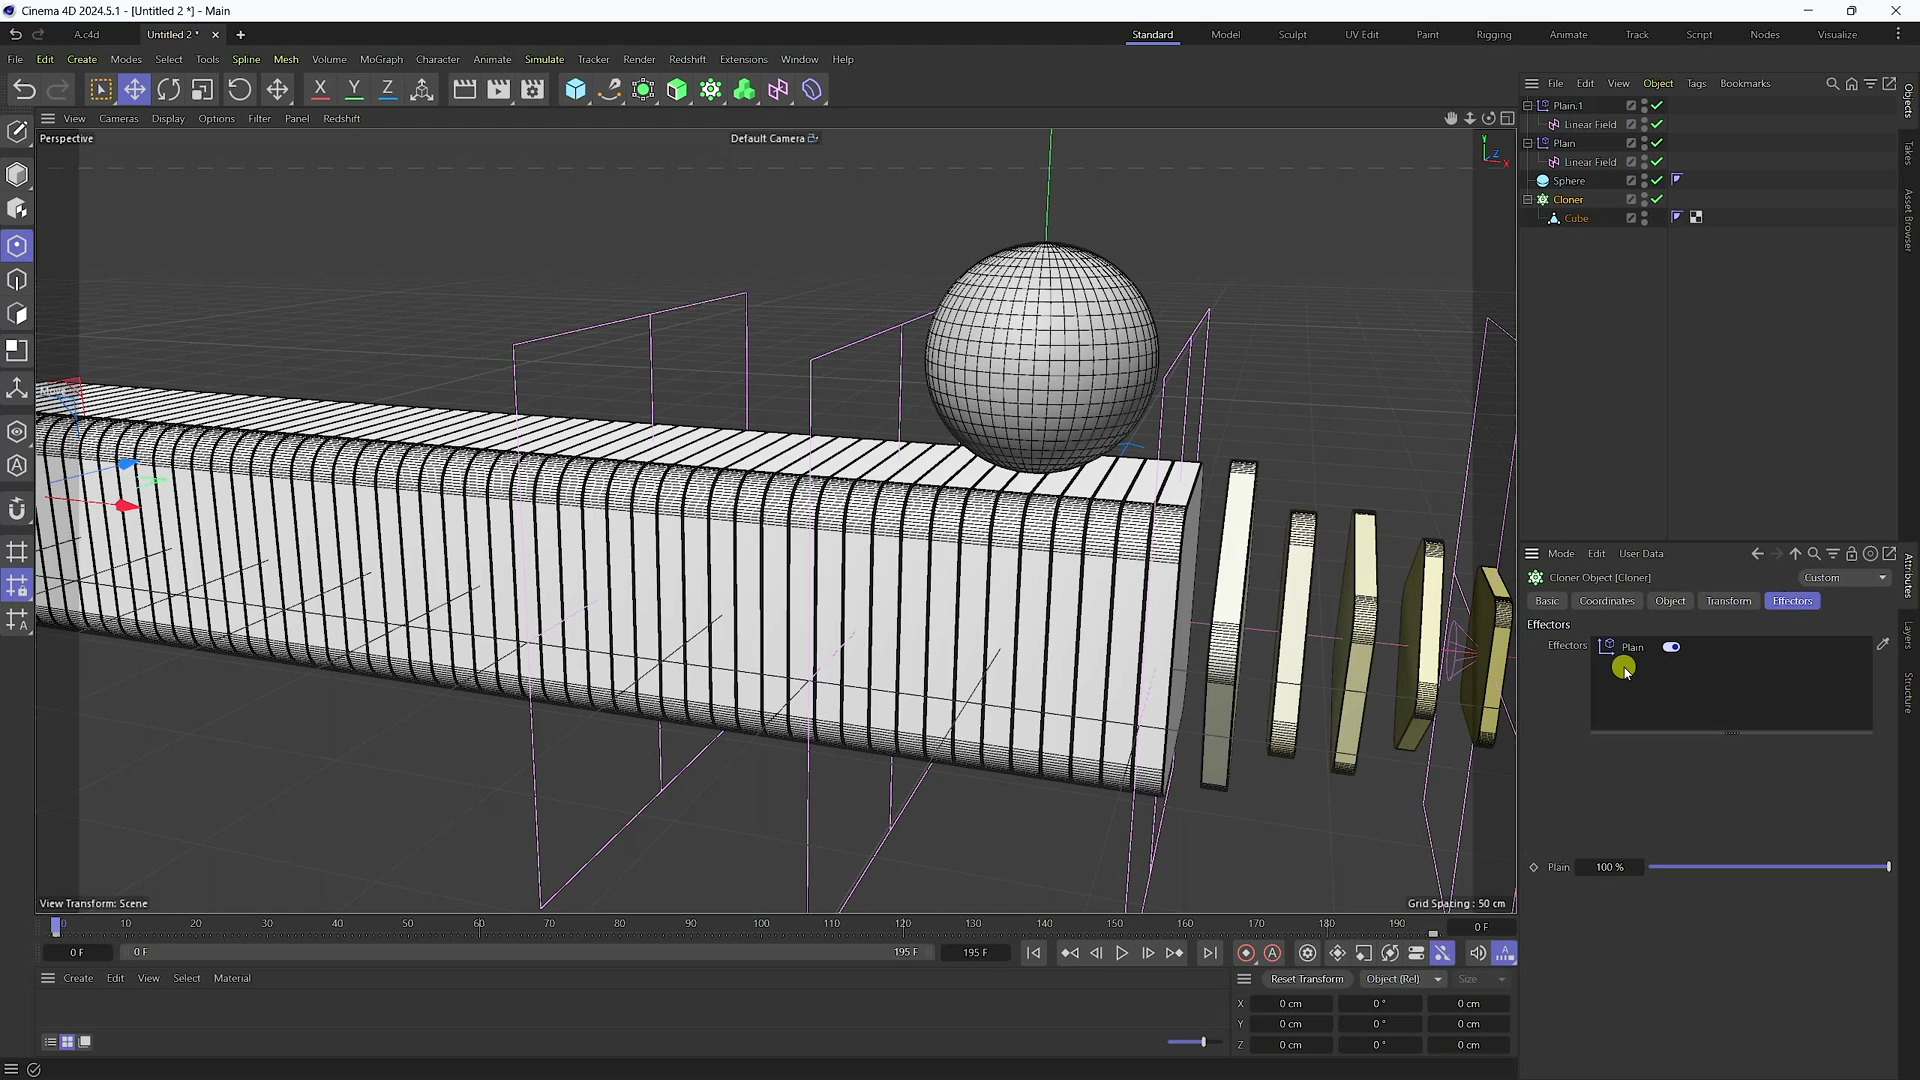 Cinema 4D 2024.5.1 - [Untitled 2 *] - Main
A.c4d
Untitled 2 *
Standard Model Sculpt UV Edit Paint Rigging Animate Track Script Nodes Visualize
File Edit Create Modes Select Tools Spline Mesh Volume MoGraph Character Animate Simulate Tracker Render Redshift Extensions Window Help
X Y Z
File Edit View Object Tags Bookmarks
Objects
Takes
Asset Browser
Plain.1
Linear Field
Plain
Linear Field
Sphere
Cloner
Cube
View Cameras Display Options Filter Panel Redshift
Perspective
Default Camera
Y
Z
X
View Transform: Scene
Grid Spacing : 50 cm
Mode Edit User Data
Attributes
Layers
Structure
Cloner Object [Cloner]
Custom
Basic Coordinates Object Transform Effectors
Effectors
Effectors Plain
Plain 100 %
0 10 20 30 40 50 60 70 80 90 100 110 120 130 140 150 160 170 180 190 0 F
0 F 0 F 195 F 195 F
Create Edit View Select Material
Reset Transform Object (Rel) Size
X 0 cm 0 ° 0 cm
Y 0 cm 0 ° 0 cm
Z 0 cm 0 ° 0 cm